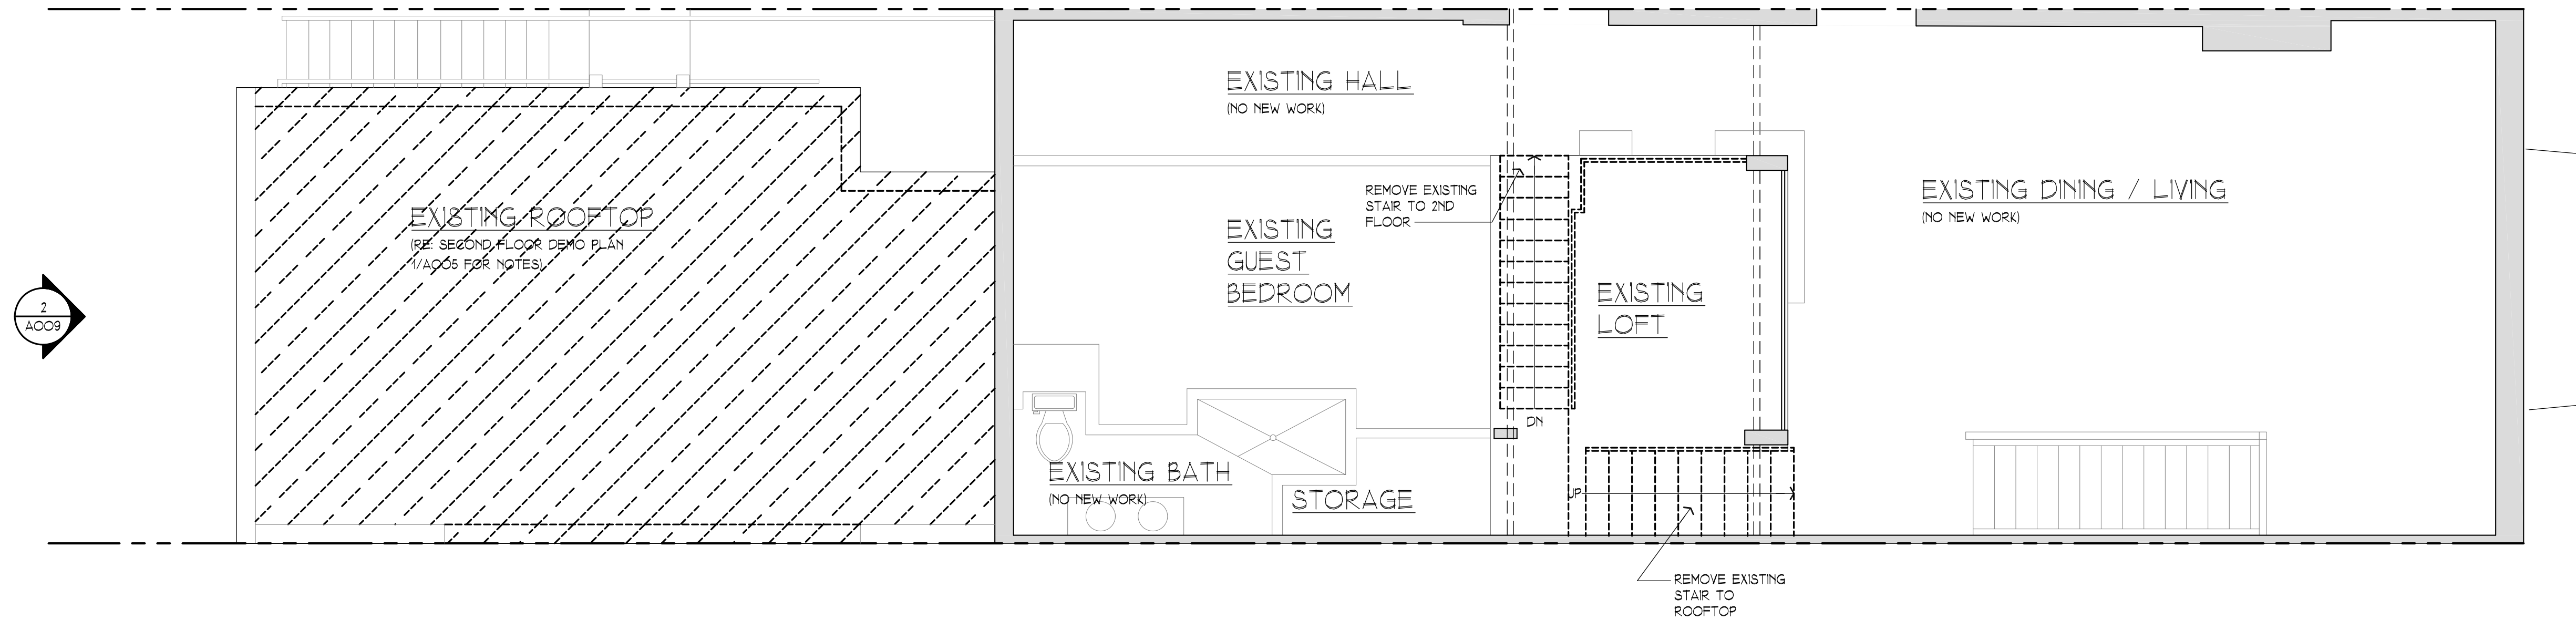 EXISTING HALL
(NO NEW WORK)
REMOVE EXISTING
STAIR TO 2ND
FLOOR
EXISTING DINING / LIVING
(NO NEW WORK)
EXISTING ROOFTOP
(RE: SECOND FLOOR DEMO PLAN
1/A005 FOR NOTES)
EXISTING
GUEST
BEDROOM
EXISTING
LOFT
2
A009
DN
EXISTING BATH
(NO NEW WORK)
STORAGE
UP
REMOVE EXISTING
STAIR TO
ROOFTOP